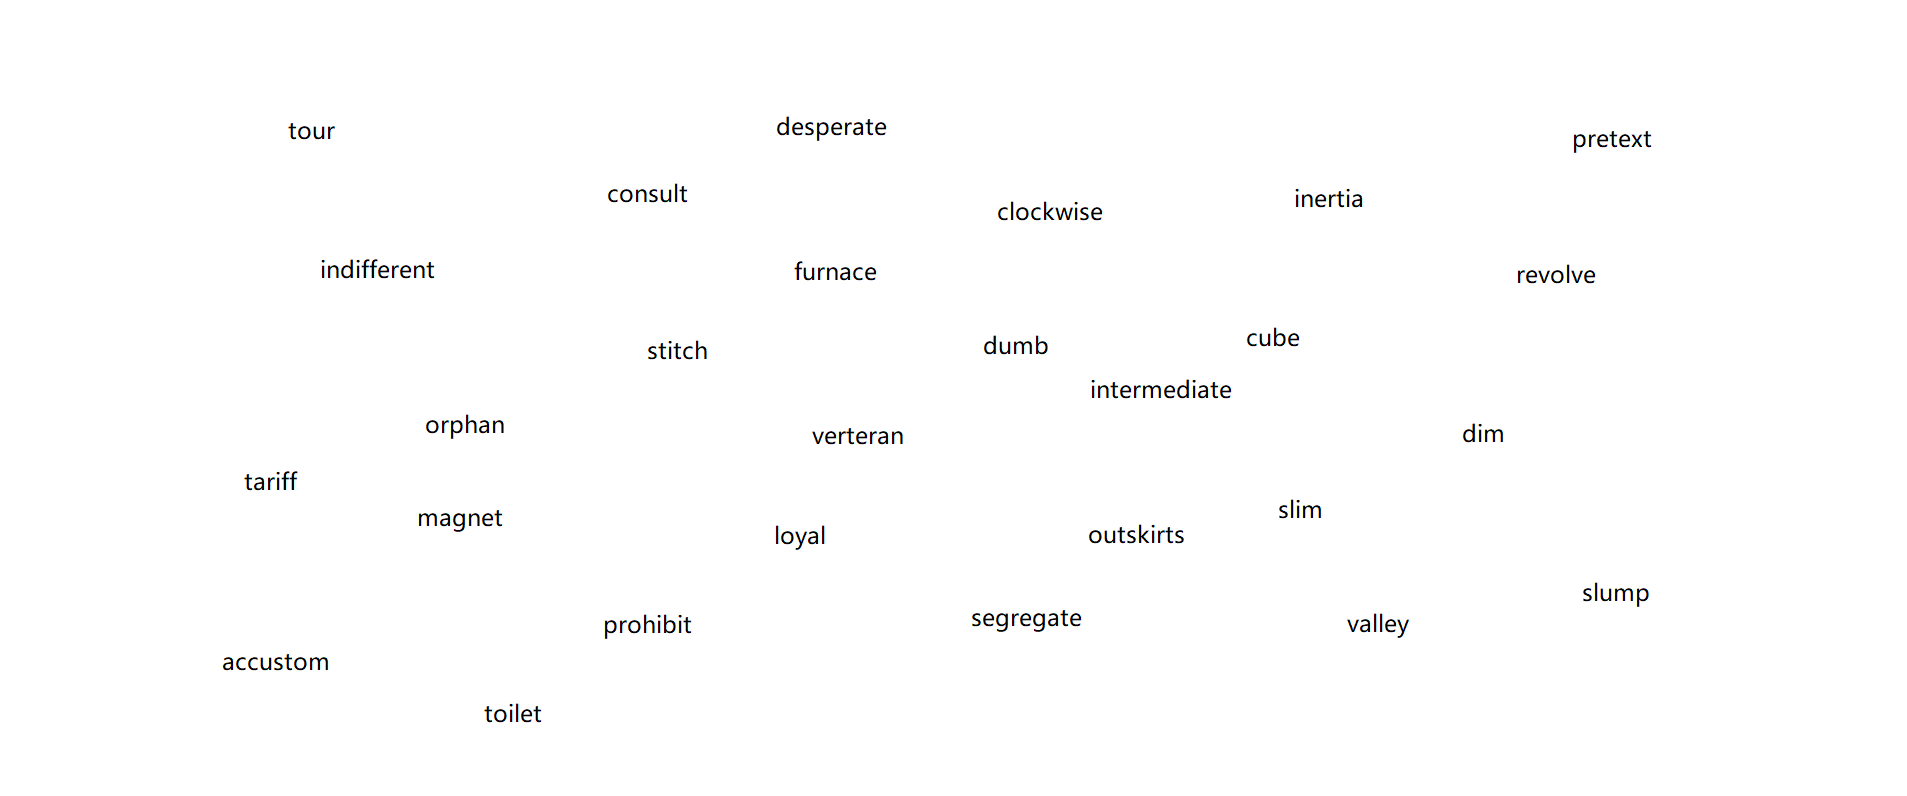 tour
desperate
pretext
consult
clockwise
inertia
indifferent
furnace
revolve
stitch
dumb
cube
intermediate
orphan
verteran
dim
tariff
magnet
loyal
outskirts
slim
slump
prohibit
segregate
valley
accustom
toilet